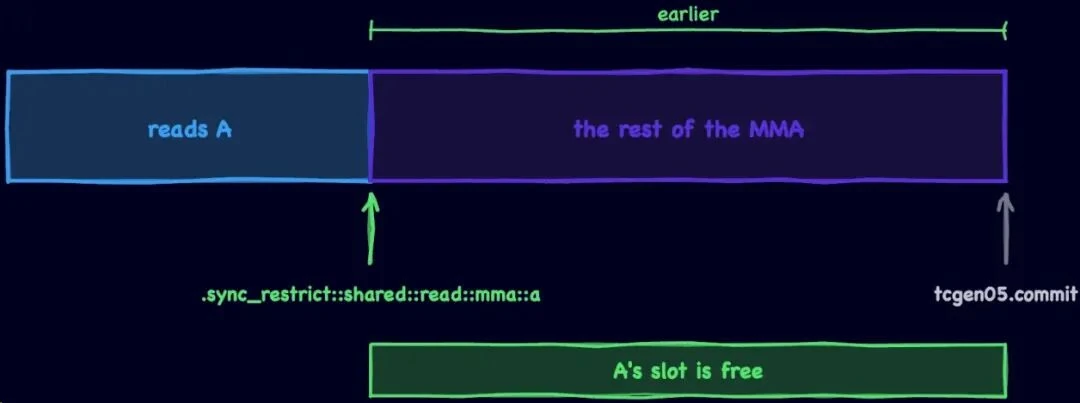 earlier
reads A
the rest of the MMA
.sync_restrict::shared::read::mma::a
tcgen05.commit
A's slot is free